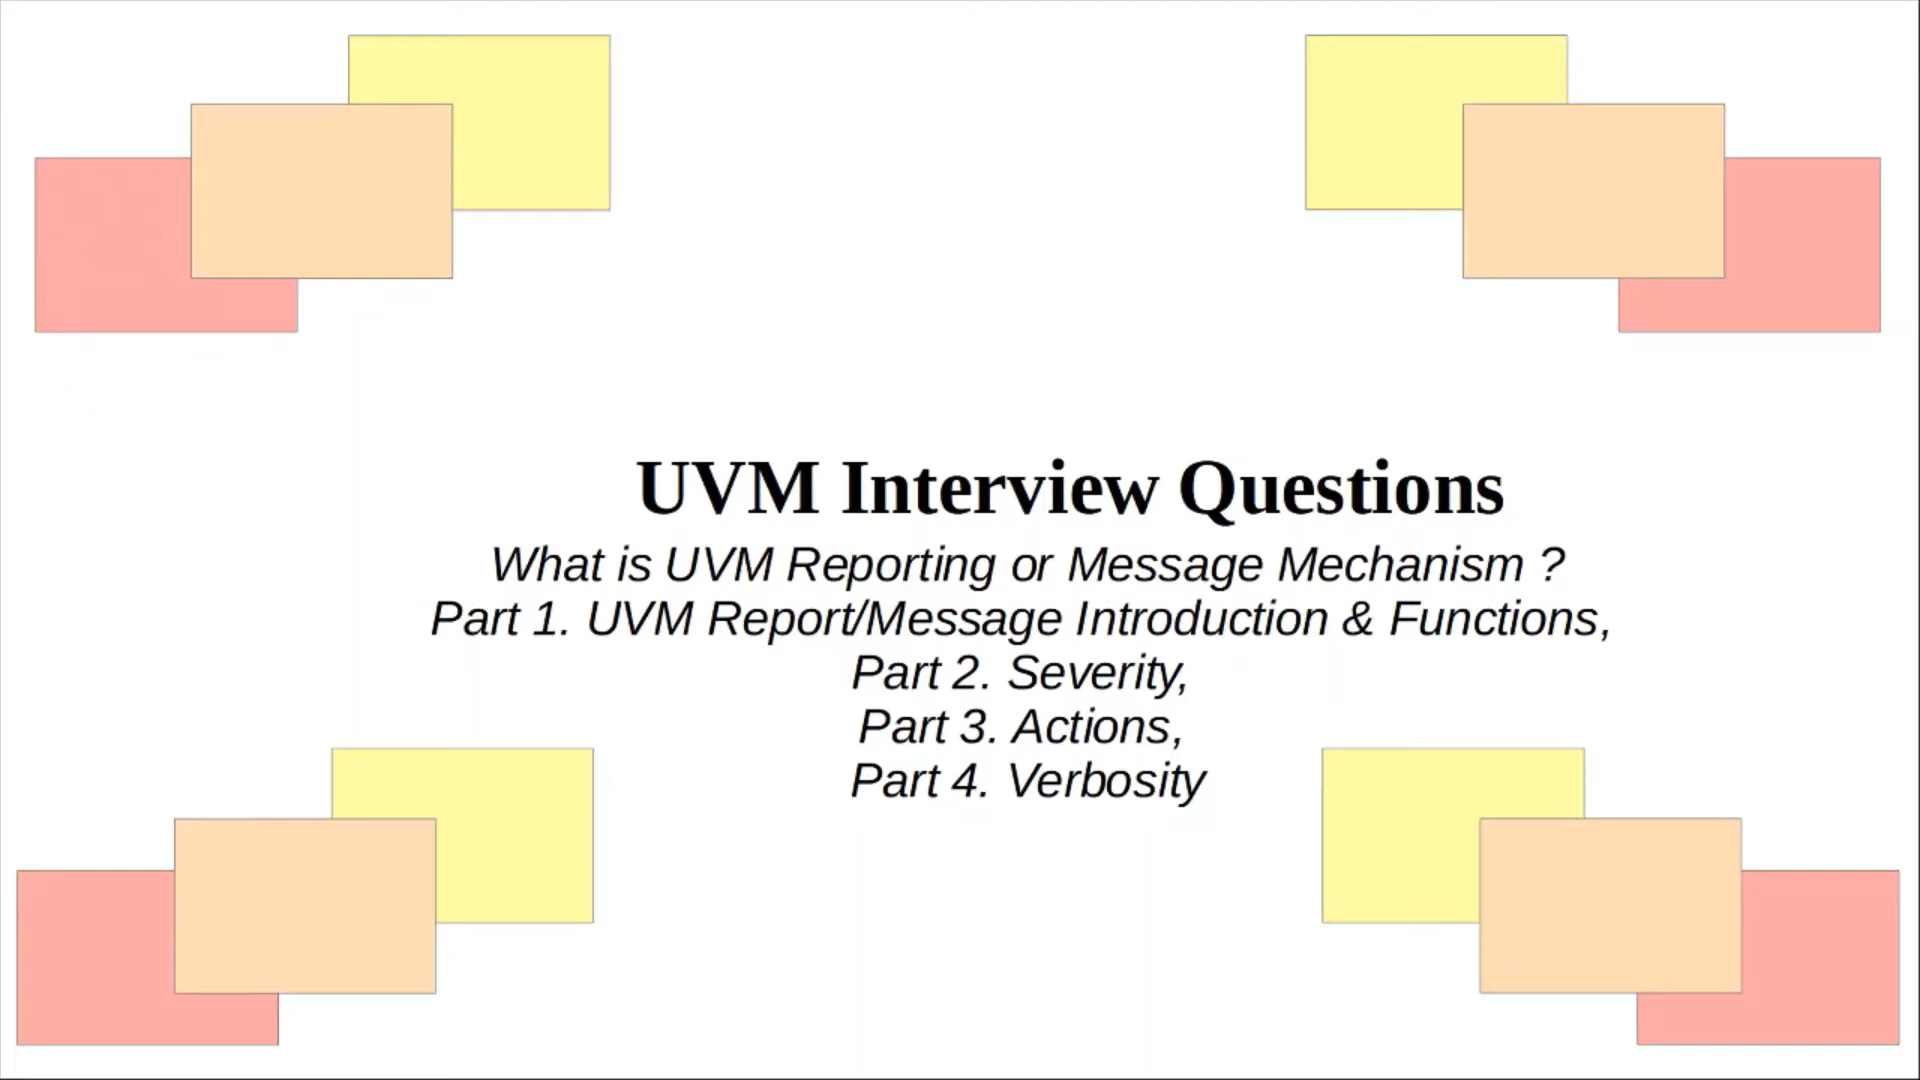 UVM Interview Questions
What is UVM Reporting or Message Mechanism ?
Part 1. UVM Report/Message Introduction & Functions,
Part 2. Severity,
Part 3. Actions,
Part 4. Verbosity